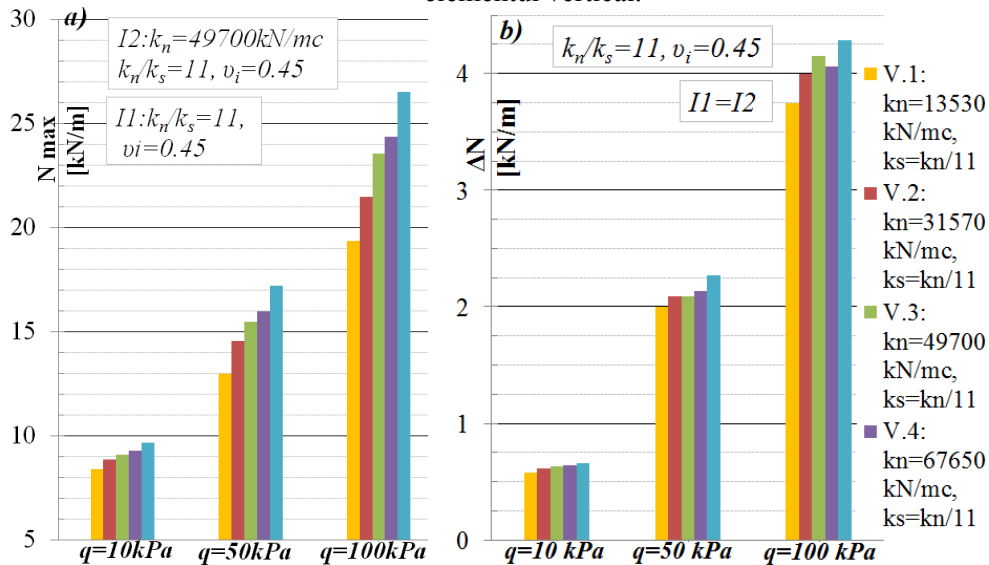 elementul vertical.
a)
I2:kn=49700kN/mc
kn/ks=11, υi=0.45
I1:kn/ks=11,
υi=0.45
N max
[kN/m]
30
25
20
15
10
5
q=10kPa q=50kPa q=100kPa
b)
kn/ks=11, υi=0.45
I1=I2
ΔN
[kN/m]
4
3
2
1
0
q=10 kPa q=50 kPa q=100 kPa
V.1:
kn=13530
kN/mc,
ks=kn/11
V.2:
kn=31570
kN/mc,
ks=kn/11
V.3:
kn=49700
kN/mc,
ks=kn/11
V.4:
kn=67650
kN/mc,
ks=kn/11